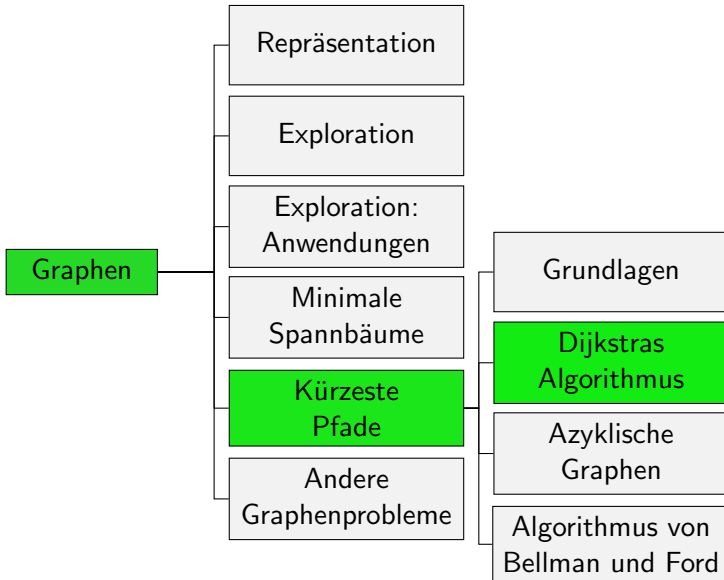 Graphen
Repräsentation
Exploration
Exploration:
Anwendungen
Minimale
Spannbäume
Kürzeste
Pfade
Andere
Graphenprobleme
Grundlagen
Dijkstras
Algorithmus
Azyklische
Graphen
Algorithmus von
Bellman und Ford